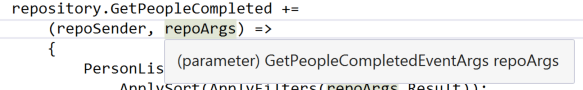 repository.GetPeopleCompleted +=
(repoSender, repoArgs) =>
{
(parameter) GetPeopleCompletedEventArgs repoArgs
PersonLis
ApplySort(ApplyFilters(repoArgs.Result));